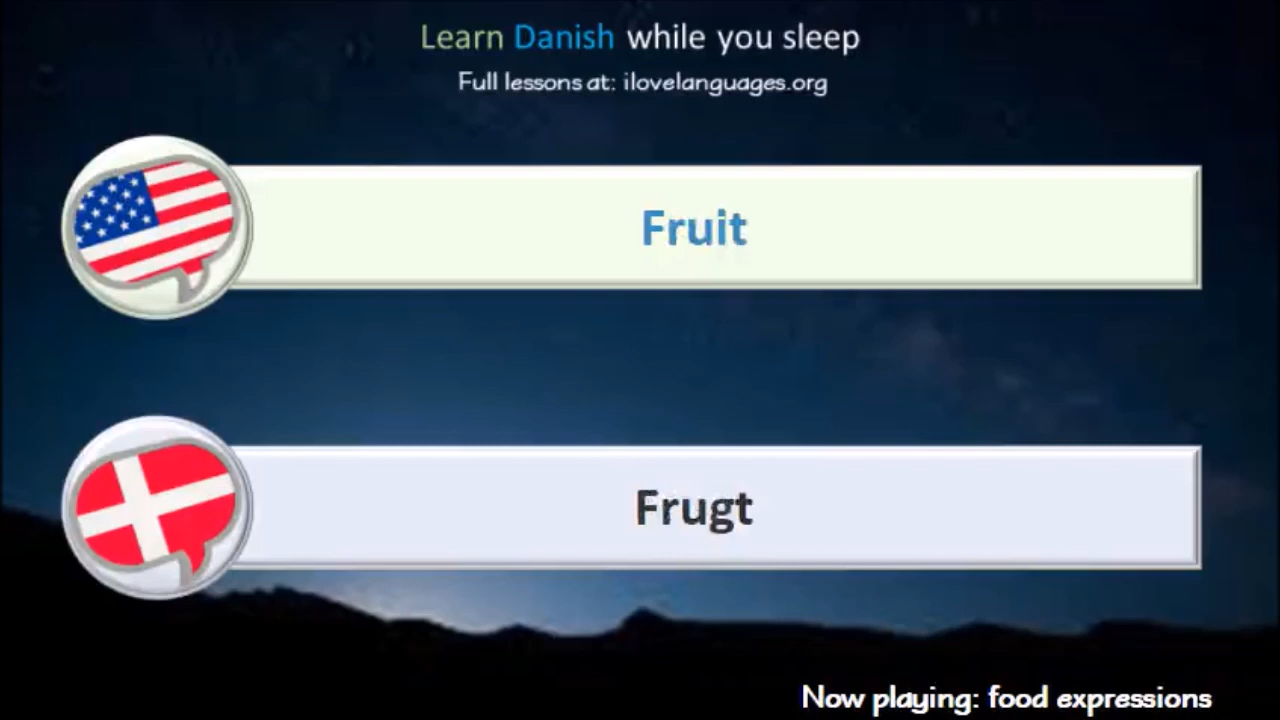 Learn Danish while you sleep
Full lessons at: ilovelanguages.org
Fruit
Frugt
Now playing: food expressions